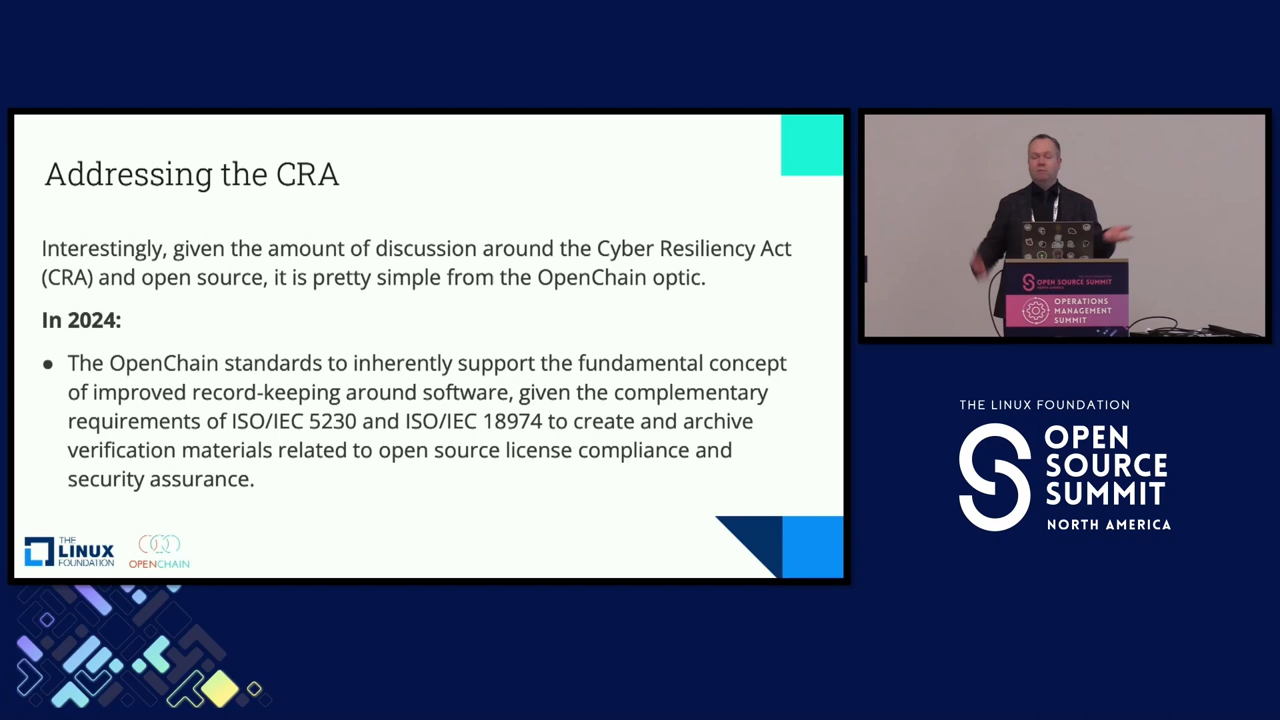 Addressing the CRA
Interestingly, given the amount of discussion around the Cyber Resiliency Act
(CRA) and open source, it is pretty simple from the OpenChain optic.
In 2024:
● The OpenChain standards to inherently support the fundamental concept
of improved record-keeping around software, given the complementary
requirements of ISO/IEC 5230 and ISO/IEC 18974 to create and archive
verification materials related to open source license compliance and
security assurance.
THE
LINUX
FOUNDATION
OPENCHAIN
OPEN SOURCE SUMMIT
NORTH AMERICA
OPERATIONS
MANAGEMENT
SUMMIT
THE LINUX FOUNDATION
OPEN
SOURCE
SUMMIT
NORTH AMERICA